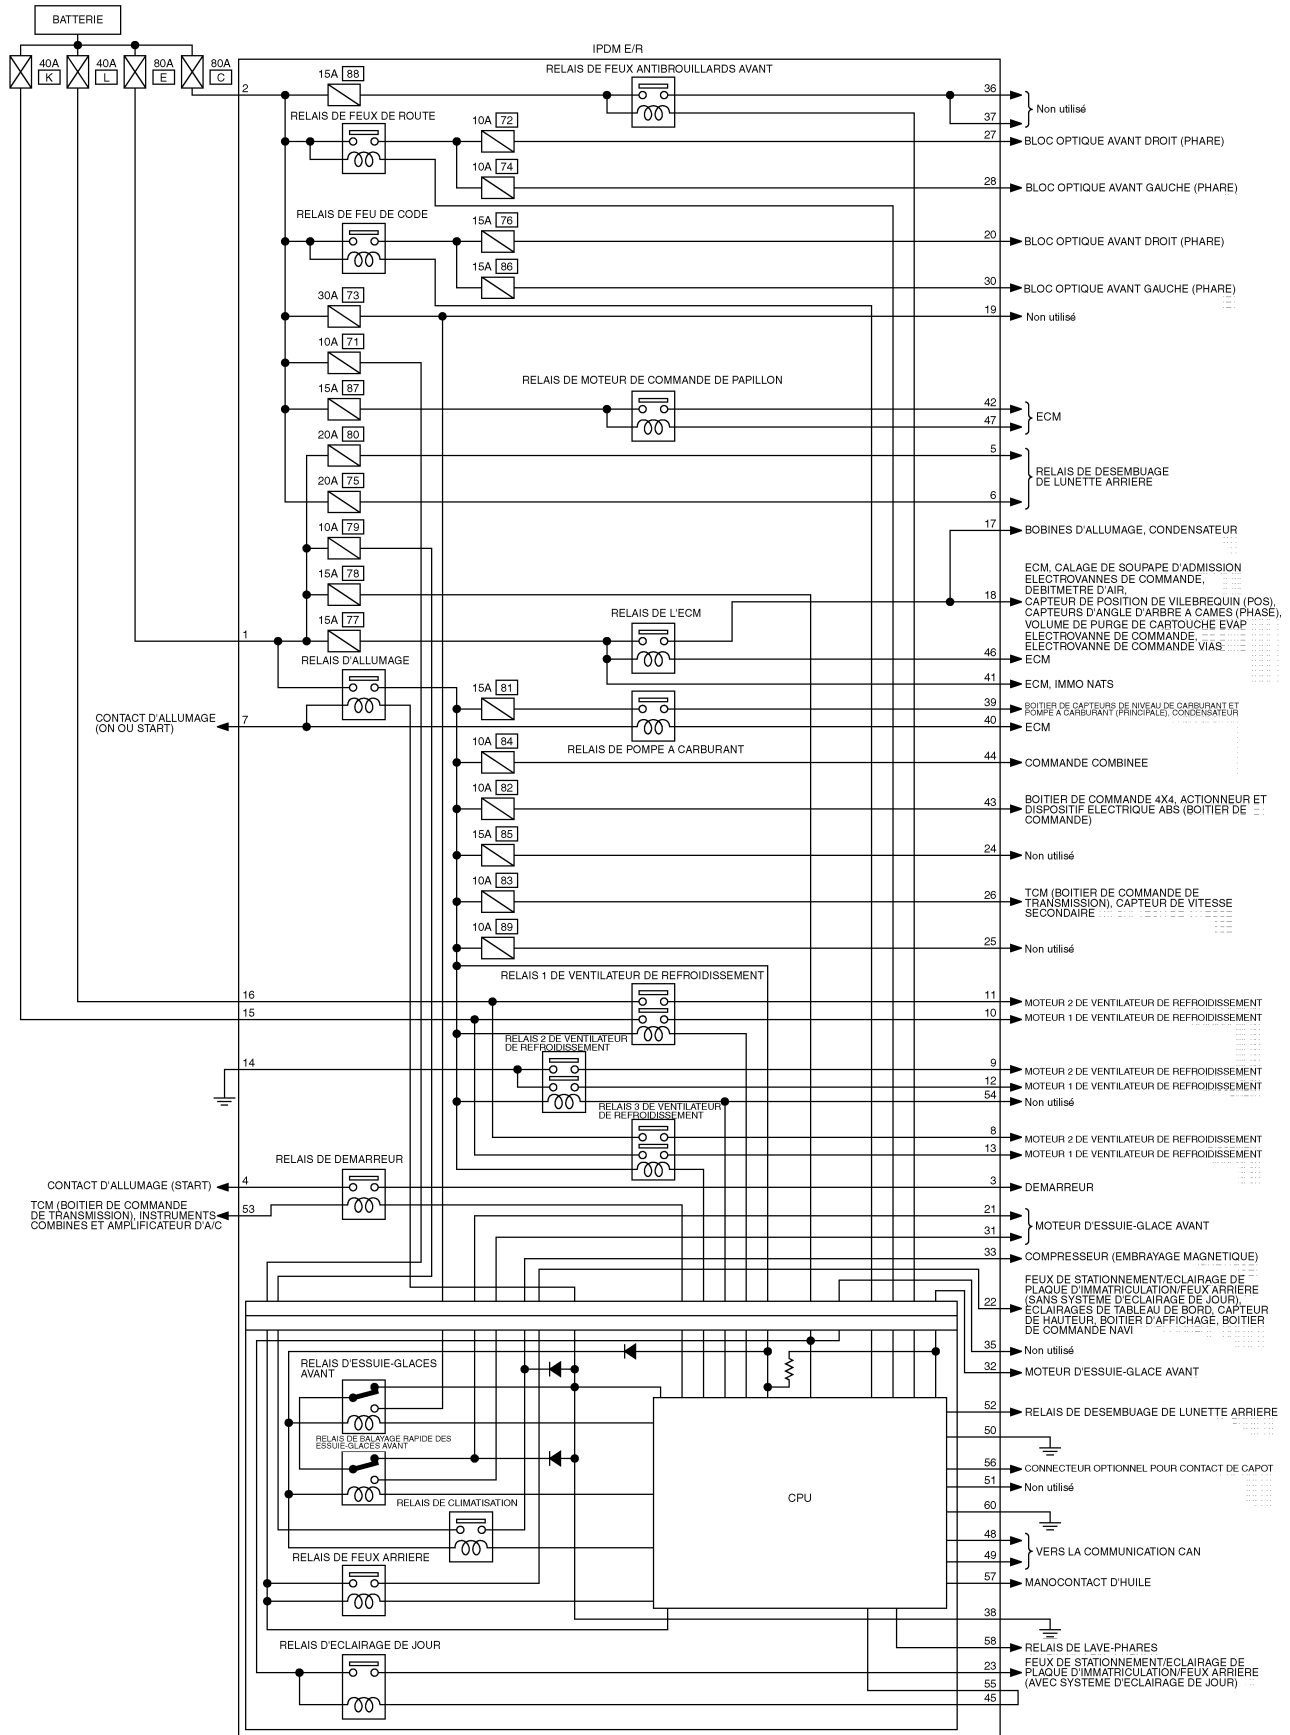 BATTERIE
40A
K
40A
L
80A
E
80A
C
IPDM E/R
2
15A 88
RELAIS DE FEUX ANTIBROUILLARDS AVANT
36
37
Non utilisé
RELAIS DE FEUX DE ROUTE
10A 72
27
BLOC OPTIQUE AVANT DROIT (PHARE)
10A 74
28
BLOC OPTIQUE AVANT GAUCHE (PHARE)
RELAIS DE FEU DE CODE
15A 76
20
BLOC OPTIQUE AVANT DROIT (PHARE)
15A 86
30
BLOC OPTIQUE AVANT GAUCHE (PHARE)
30A 73
19
Non utilisé
10A 71
15A 87
RELAIS DE MOTEUR DE COMMANDE DE PAPILLON
42
47
ECM
20A 80
5
20A 75
6
RELAIS DE DESEMBUAGE
DE LUNETTE ARRIERE
10A 79
17
BOBINES D'ALLUMAGE, CONDENSATEUR
15A 78
18
ECM, CALAGE DE SOUPAPE D'ADMISSION
ELECTROVANNES DE COMMANDE,
DEBITMETRE D'AIR,
CAPTEUR DE POSITION DE VILEBREQUIN (POS),
CAPTEURS D'ANGLE D'ARBRE A CAMES (PHASE),
VOLUME DE PURGE DE CARTOUCHE EVAP
ELECTROVANNE DE COMMANDE,
ELECTROVANNE DE COMMANDE VIAS
1
15A 77
RELAIS DE L'ECM
46
ECM
41
ECM, IMMO NATS
RELAIS D'ALLUMAGE
15A 81
39
BOITIER DE CAPTEURS DE NIVEAU DE CARBURANT ET
POMPE A CARBURANT (PRINCIPALE), CONDENSATEUR
CONTACT D'ALLUMAGE
(ON OU START)
7
40
ECM
RELAIS DE POMPE A CARBURANT
10A 84
44
COMMANDE COMBINEE
10A 82
43
BOITIER DE COMMANDE 4X4, ACTIONNEUR ET
DISPOSITIF ELECTRIQUE ABS (BOITIER DE
COMMANDE)
15A 85
24
Non utilisé
10A 83
26
TCM (BOITIER DE COMMANDE DE
TRANSMISSION), CAPTEUR DE VITESSE
SECONDAIRE
10A 89
25
Non utilisé
RELAIS 1 DE VENTILATEUR DE REFROIDISSEMENT
16
11
MOTEUR 2 DE VENTILATEUR DE REFROIDISSEMENT
15
10
MOTEUR 1 DE VENTILATEUR DE REFROIDISSEMENT
RELAIS 2 DE VENTILATEUR
DE REFROIDISSEMENT
14
9
MOTEUR 2 DE VENTILATEUR DE REFROIDISSEMENT
12
MOTEUR 1 DE VENTILATEUR DE REFROIDISSEMENT
54
Non utilisé
RELAIS 3 DE VENTILATEUR
DE REFROIDISSEMENT
8
MOTEUR 2 DE VENTILATEUR DE REFROIDISSEMENT
13
MOTEUR 1 DE VENTILATEUR DE REFROIDISSEMENT
RELAIS DE DEMARREUR
CONTACT D'ALLUMAGE (START)
4
3
DEMARREUR
TCM (BOITIER DE COMMANDE
DE TRANSMISSION), INSTRUMENTS
COMBINES ET AMPLIFICATEUR D'A/C
53
21
31
MOTEUR D'ESSUIE-GLACE AVANT
33
COMPRESSEUR (EMBRAYAGE MAGNETIQUE)
22
FEUX DE STATIONNEMENT/ECLAIRAGE DE
PLAQUE D'IMMATRICULATION/FEUX ARRIERE
(SANS SYSTEME D'ECLAIRAGE DE JOUR),
ECLAIRAGES DE TABLEAU DE BORD, CAPTEUR
DE HAUTEUR, BOITIER D'AFFICHAGE, BOITIER
DE COMMANDE NAVI
35
Non utilisé
32
MOTEUR D'ESSUIE-GLACE AVANT
RELAIS D'ESSUIE-GLACES
AVANT
52
RELAIS DE DESEMBUAGE DE LUNETTE ARRIERE
50
RELAIS DE BALAYAGE RAPIDE DES
ESSUIE-GLACES AVANT
56
CONNECTEUR OPTIONNEL POUR CONTACT DE CAPOT
51
Non utilisé
CPU
RELAIS DE CLIMATISATION
60
48
49
VERS LA COMMUNICATION CAN
RELAIS DE FEUX ARRIERE
57
MANOCONTACT D'HUILE
38
RELAIS D'ECLAIRAGE DE JOUR
58
RELAIS DE LAVE-PHARES
23
FEUX DE STATIONNEMENT/ECLAIRAGE DE
PLAQUE D'IMMATRICULATION/FEUX ARRIERE
(AVEC SYSTEME D'ECLAIRAGE DE JOUR)
55
45